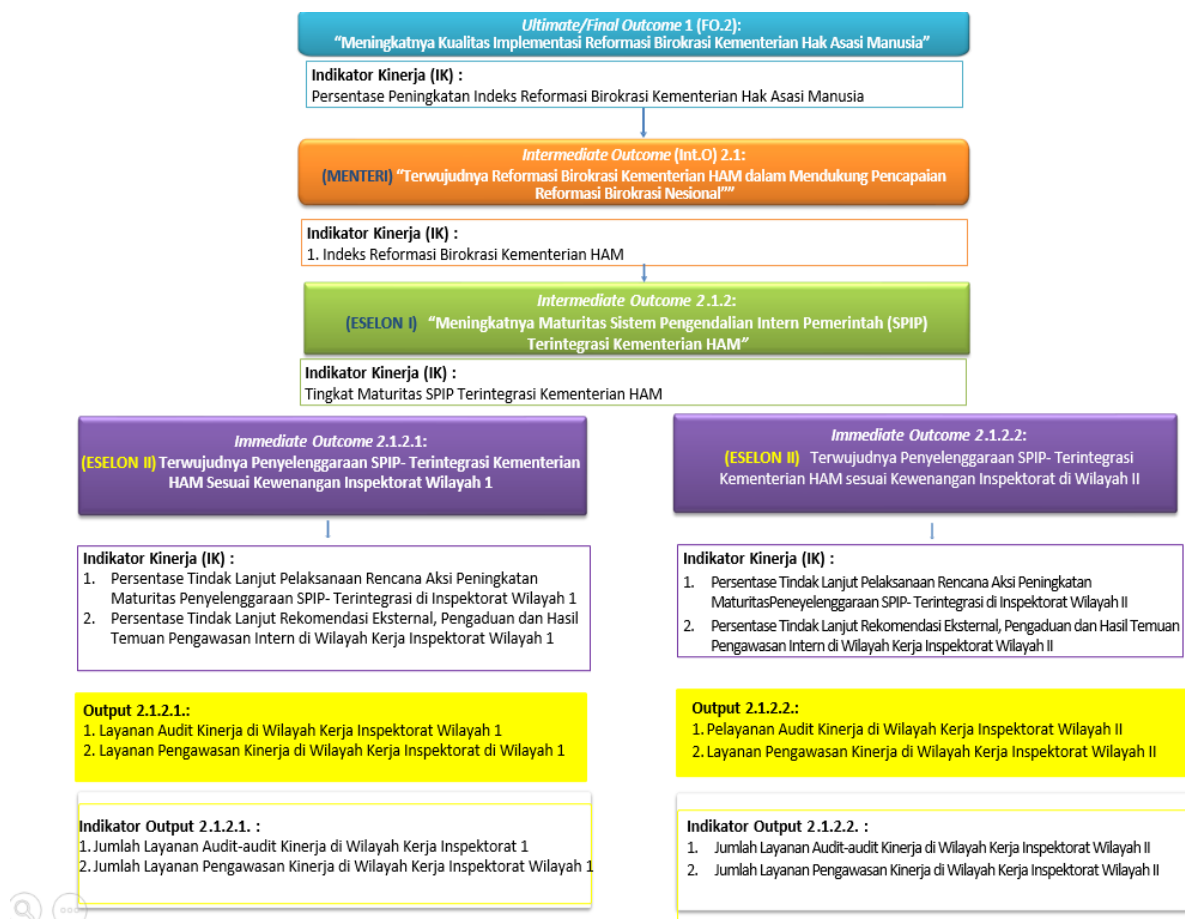 Ultimate/Final Outcome 1 (FO.2):
“Meningkatnya Kualitas Implementasi Reformasi Birokrasi Kementerian Hak Asasi Manusia”
Indikator Kinerja (IK) :
Persentase Peningkatan Indeks Reformasi Birokrasi Kementerian Hak Asasi Manusia
Intermediate Outcome (Int.O) 2.1:
(MENTERI) “Terwujudnya Reformasi Birokrasi Kementerian HAM dalam Mendukung Pencapaian
Reformasi Birokrasi Nesional””
Indikator Kinerja (IK) :
1. Indeks Reformasi Birokrasi Kementerian HAM
Intermediate Outcome 2.1.2:
(ESELON I) “Meningkatnya Maturitas Sistem Pengendalian Intern Pemerintah (SPIP)
Terintegrasi Kementerian HAM”
Indikator Kinerja (IK) :
Tingkat Maturitas SPIP Terintegrasi Kementerian HAM
Immediate Outcome 2.1.2.1:
(ESELON II) Terwujudnya Penyelenggaraan SPIP- Terintegrasi Kementerian
HAM Sesuai Kewenangan Inspektorat Wilayah 1
Indikator Kinerja (IK) :
1. Persentase Tindak Lanjut Pelaksanaan Rencana Aksi Peningkatan
Maturitas Penyelenggaraan SPIP- Terintegrasi di Inspektorat Wilayah 1
2. Persentase Tindak Lanjut Rekomendasi Eksternal, Pengaduan dan Hasil
Temuan Pengawasan Intern di Wilayah Kerja Inspektorat Wilayah 1
Output 2.1.2.1.:
1. Layanan Audit Kinerja di Wilayah Kerja Inspektorat Wilayah 1
2. Layanan Pengawasan Kinerja di Wilayah Kerja Inspektorat di Wilayah 1
Indikator Output 2.1.2.1. :
1. Jumlah Layanan Audit-audit Kinerja di Wilayah Kerja Inspektorat 1
2. Jumlah Layanan Pengawasan Kinerja di Wilayah Kerja Inspektorat Wilayah 1
Immediate Outcome 2.1.2.2:
(ESELON II) Terwujudnya Penyelenggaraan SPIP- Terintegrasi
Kementerian HAM sesuai Kewenangan Inspektorat di Wilayah II
Indikator Kinerja (IK) :
1. Persentase Tindak Lanjut Pelaksanaan Rencana Aksi Peningkatan
MaturitasPeneyelenggaraan SPIP- Terintegrasi di Inspektorat Wilayah II
2. Persentase Tindak Lanjut Rekomendasi Eksternal, Pengaduan dan Hasil Temuan
Pengawasan Intern di Wilayah Kerja Inspektorat Wilayah II
Output 2.1.2.2.:
1. Pelayanan Audit Kinerja di Wilayah Kerja Inspektorat Wilayah II
2. Layanan Pengawasan Kinerja di Wilayah Kerja Inspektorat Wilayah II
Indikator Output 2.1.2.2. :
1. Jumlah Layanan Audit-audit Kinerja di Wilayah Kerja Inspektorat Wilayah II
2. Jumlah Layanan Pengawasan Kinerja di Wilayah Kerja Inspektorat Wilayah II